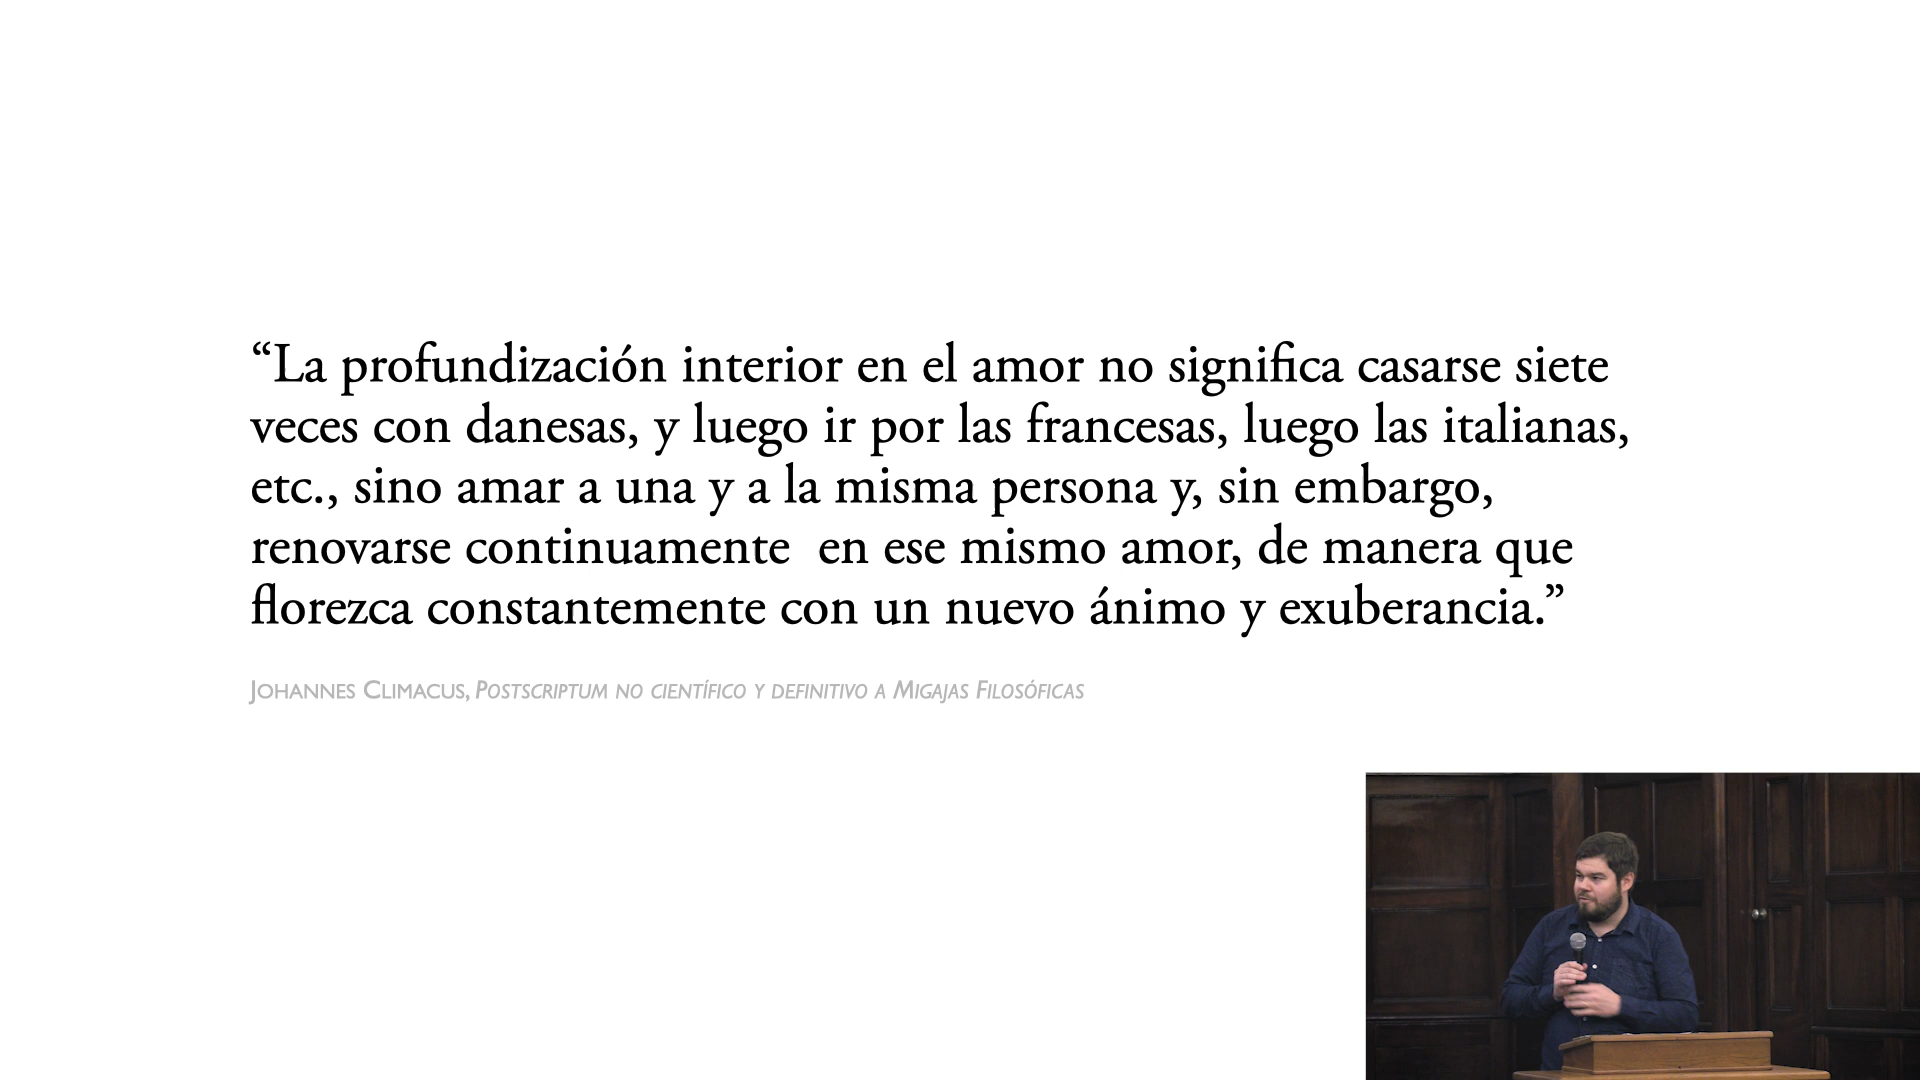 “La profundización interior en el amor no significa casarse siete
veces con danesas, y luego ir por las francesas, luego las italianas,
etc., sino amar a una y a la misma persona y, sin embargo,
renovarse continuamente  en ese mismo amor, de manera que
florezca constantemente con un nuevo ánimo y exuberancia.”
Johannes Climacus, Postscriptum no científico y definitivo a Migajas Filosóficas